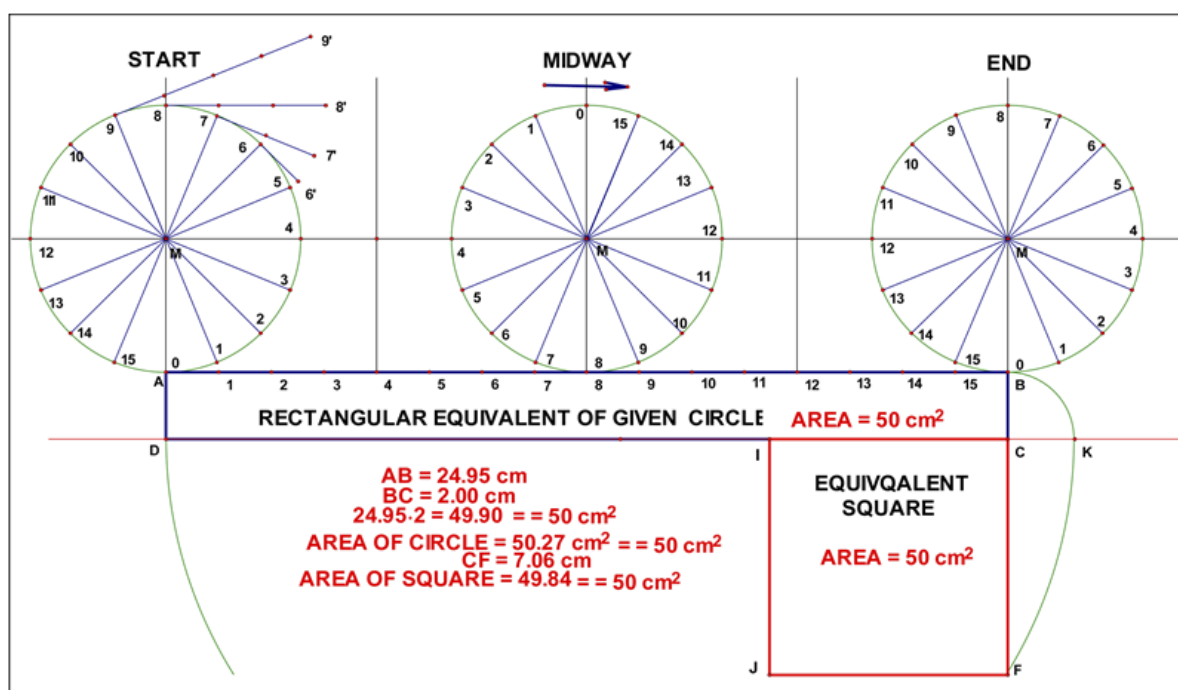 START
MIDWAY
END
9'
8'
7'
6'
8
7
6
5
4
3
2
1
0
15
14
13
12
11
10
9
M
0
15
14
13
12
11
10
9
8
7
6
5
4
3
2
1
M
8
7
6
5
4
3
2
1
0
15
14
13
12
11
10
9
M
A 1 2 3 4 5 6 7 8 9 10 11 12 13 14 15 B
RECTANGULAR EQUIVALENT OF GIVEN CIRCLE AREA = 50 cm²
D I C K
AB = 24.95 cm
BC = 2.00 cm
24.95·2 = 49.90 = = 50 cm²
AREA OF CIRCLE = 50.27 cm² = = 50 cm²
CF = 7.06 cm
AREA OF SQUARE = 49.84 = = 50 cm²
EQUIVQALENT
SQUARE
AREA = 50 cm²
J F